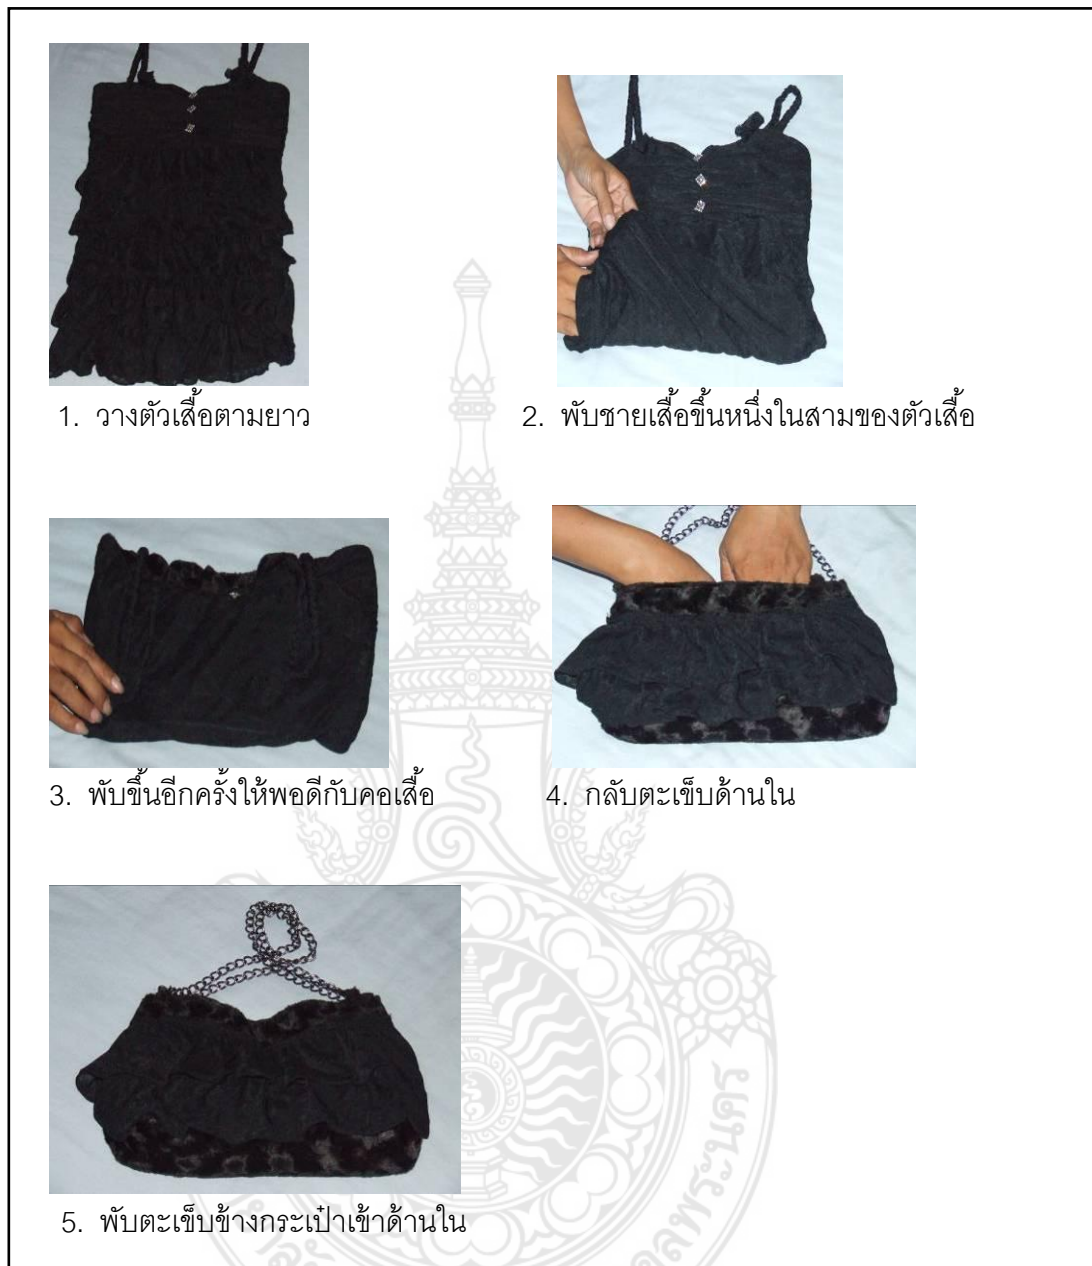 1. วางตัวเสื้อตามยาว
2. พับชายเสื้อขึ้นหนึ่งในสามของตัวเสื้อ
3. พับขึ้นอีกครั้งให้พอดีกับคอเสื้อ
4. กลับตะเข็บด้านใน
5. พับตะเข็บข้างกระเป๋าเข้าด้านใน